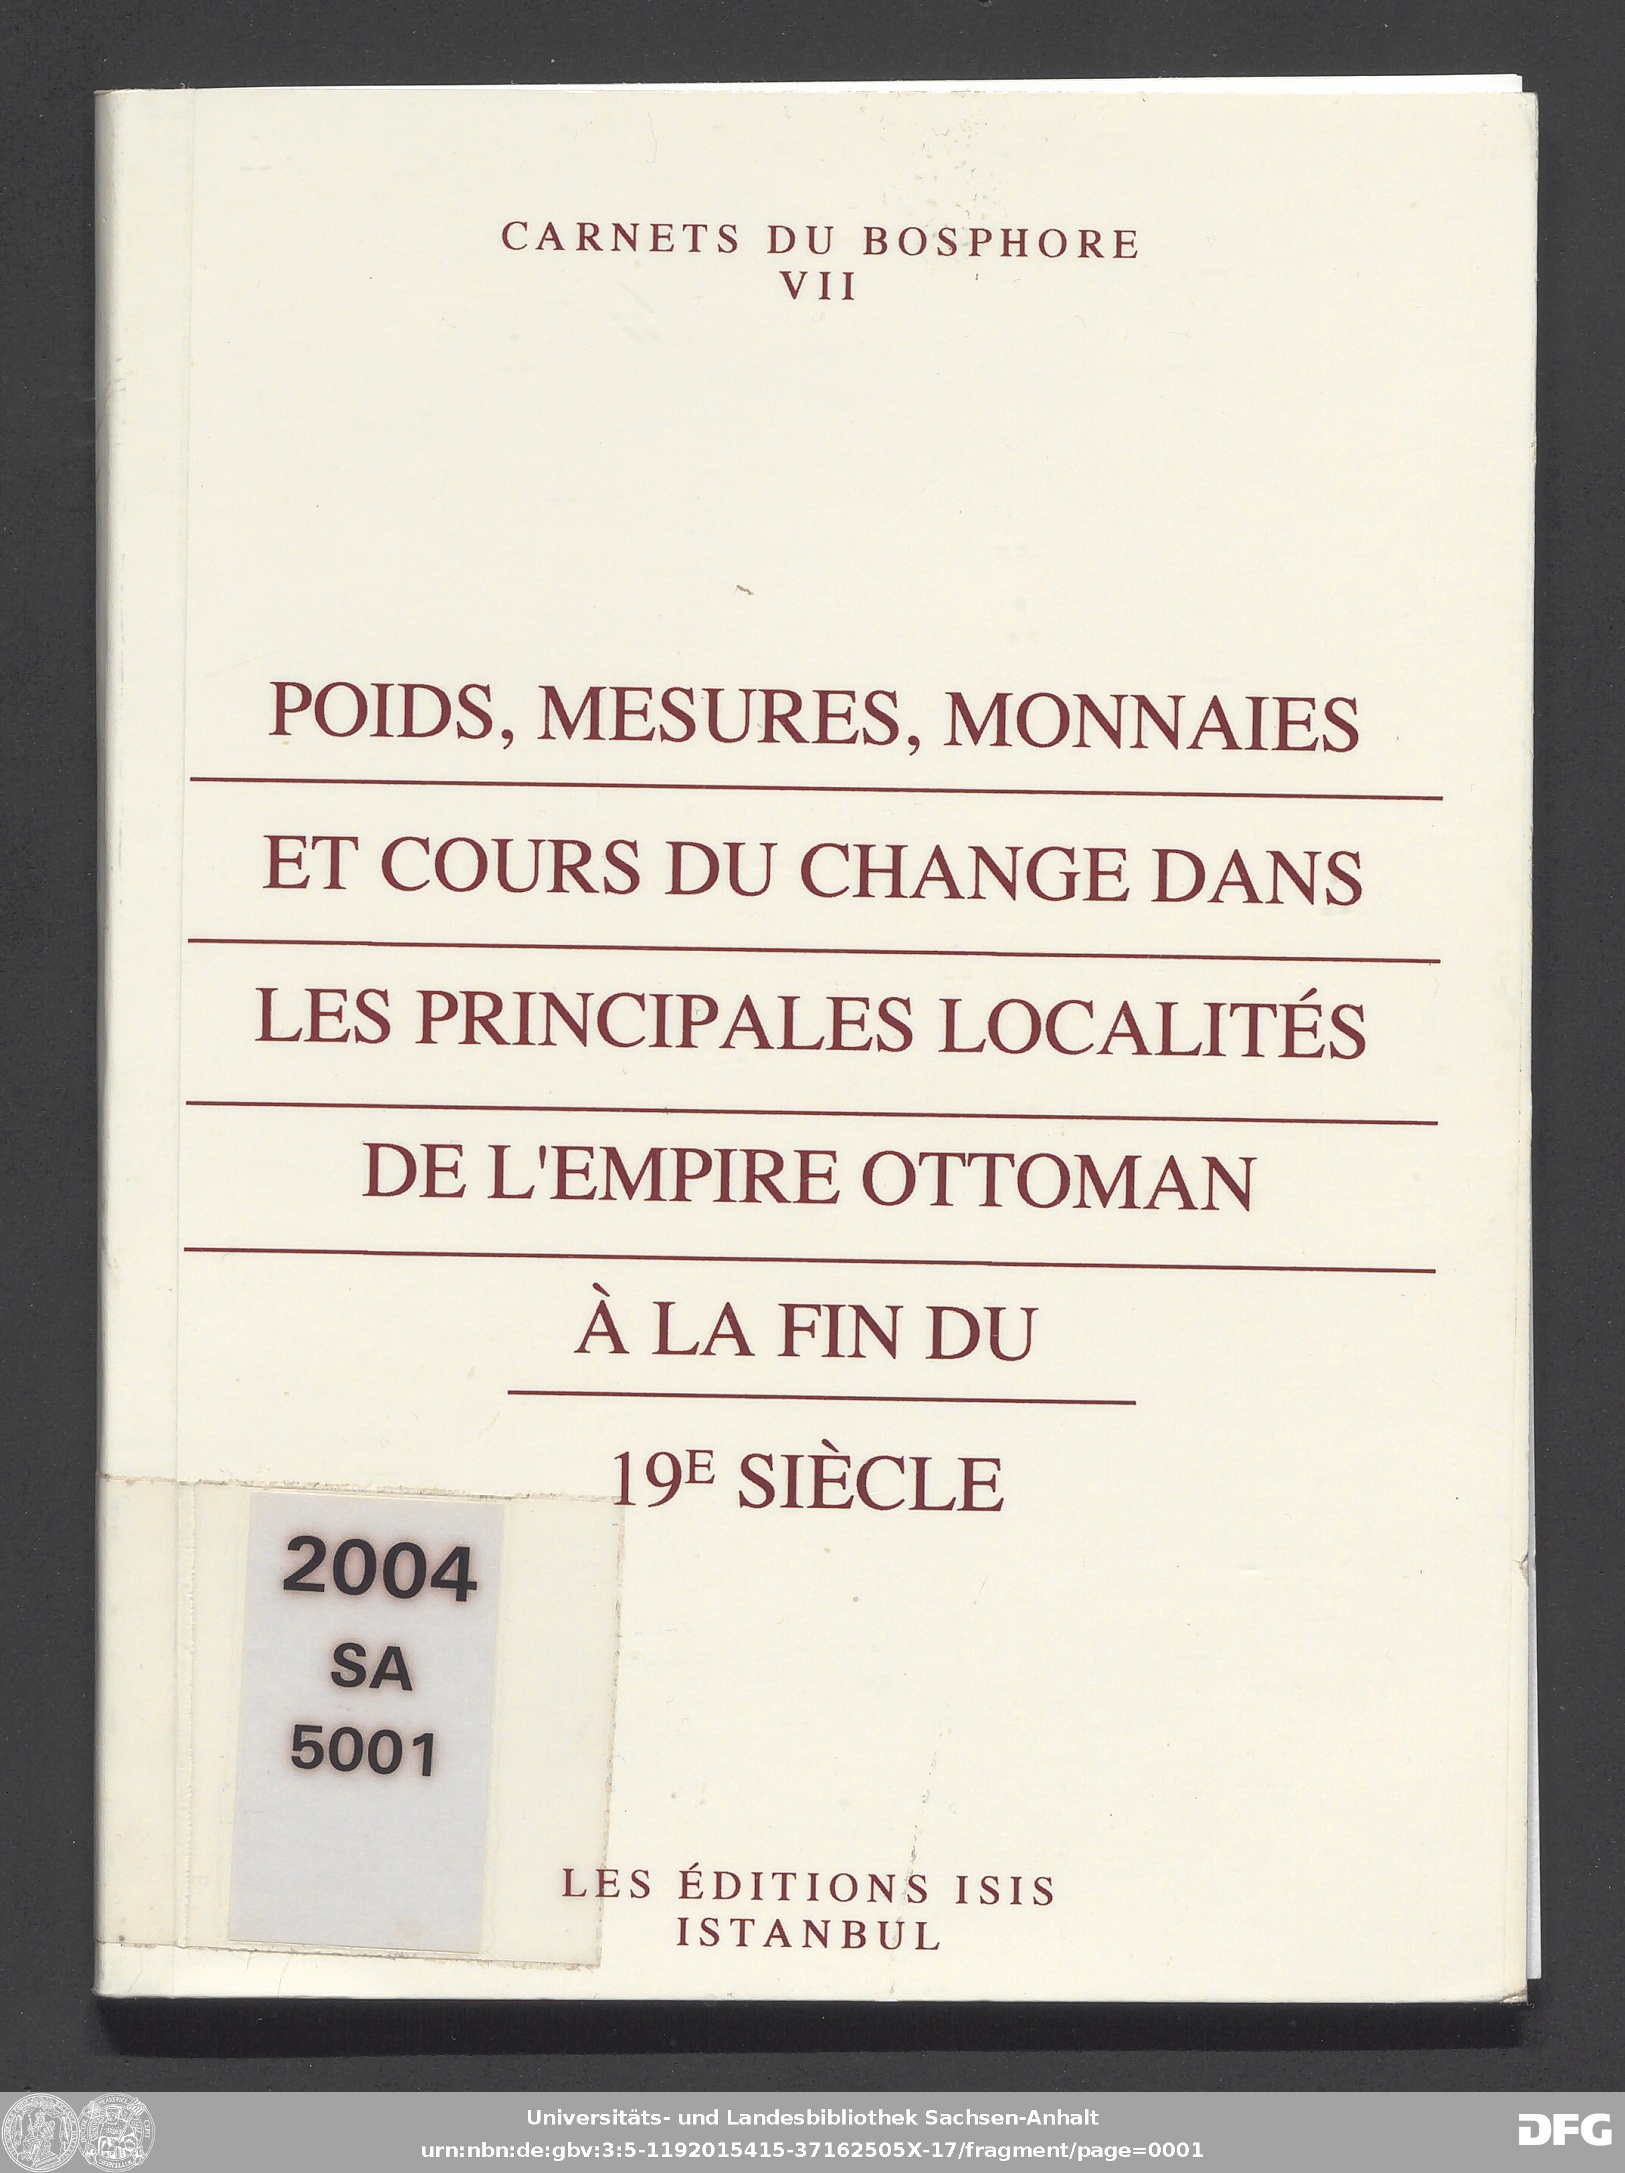 CARNETS DU BOSPHORE
VII
POIDS, MESURES, MONNAIES
ET COURS DU CHANGE DANS
LES PRINCIPALES LOCALITÉS
DE L'EMPIRE OTTOMAN
À LA FIN DU
19E SIÈCLE
2004
SA
5001
LES ÉDITIONS ISIS
ISTANBUL
Universitäts- und Landesbibliothek Sachsen-Anhalt
urn:nbn:de:gbv:3:5-1192015415-37162505X-17/fragment/page=0001
DFG